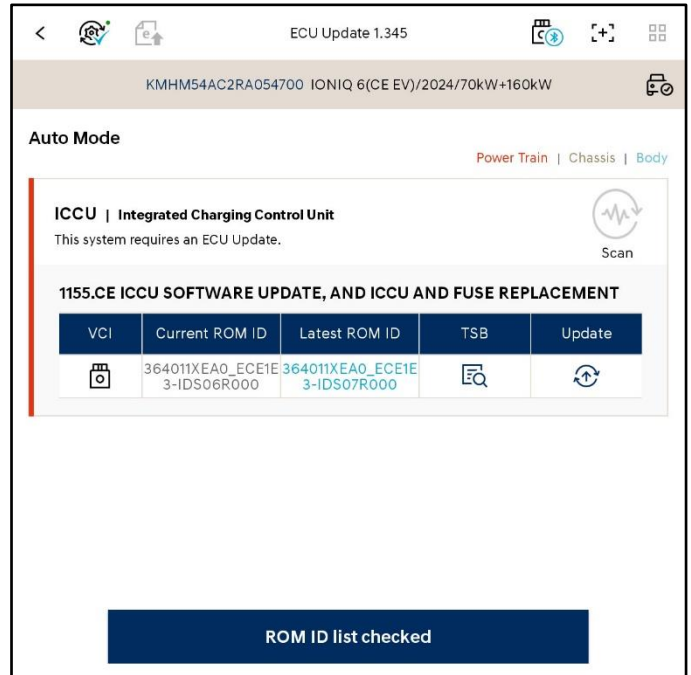 ECU Update 1.345
KMHM54AC2RA054700 IONIQ 6(CE EV)/2024/70kW+160kW
Auto Mode
Power Train | Chassis | Body
ICCU | Integrated Charging Control Unit
This system requires an ECU Update.
Scan
1155.CE ICCU SOFTWARE UPDATE, AND ICCU AND FUSE REPLACEMENT
VCI Current ROM ID Latest ROM ID TSB Update
364011XEA0_ECE1E 364011XEA0_ECE1E
3-IDS06R000 3-IDS07R000
ROM ID list checked